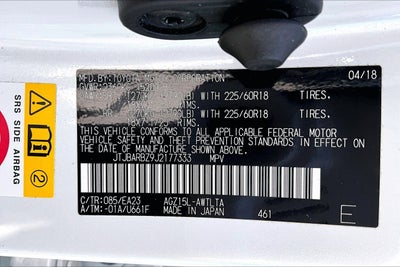 MFD. BY: TOYOTA MOTOR CORPORATION
04/18
WITH 225/60R18 TIRES.
WITH 225/60R18 TIRES.
THIS VEHICLE CONFORMS TO ALL APPLICABLE FEDERAL MOTOR
VEHICLE SAFETY AND THEFT PREVENTION STANDARDS IN EFFECT ON
THE DATE OF MANUFACTURE SHOWN ABOVE.
JTJBARBZ9J2177333 MPV
C/TR: 085/EA23 AGZ15L-AWTLTA
A/TM: -01A/U661F MADE IN JAPAN 461
E
SRS SIDE AIRBAG
2